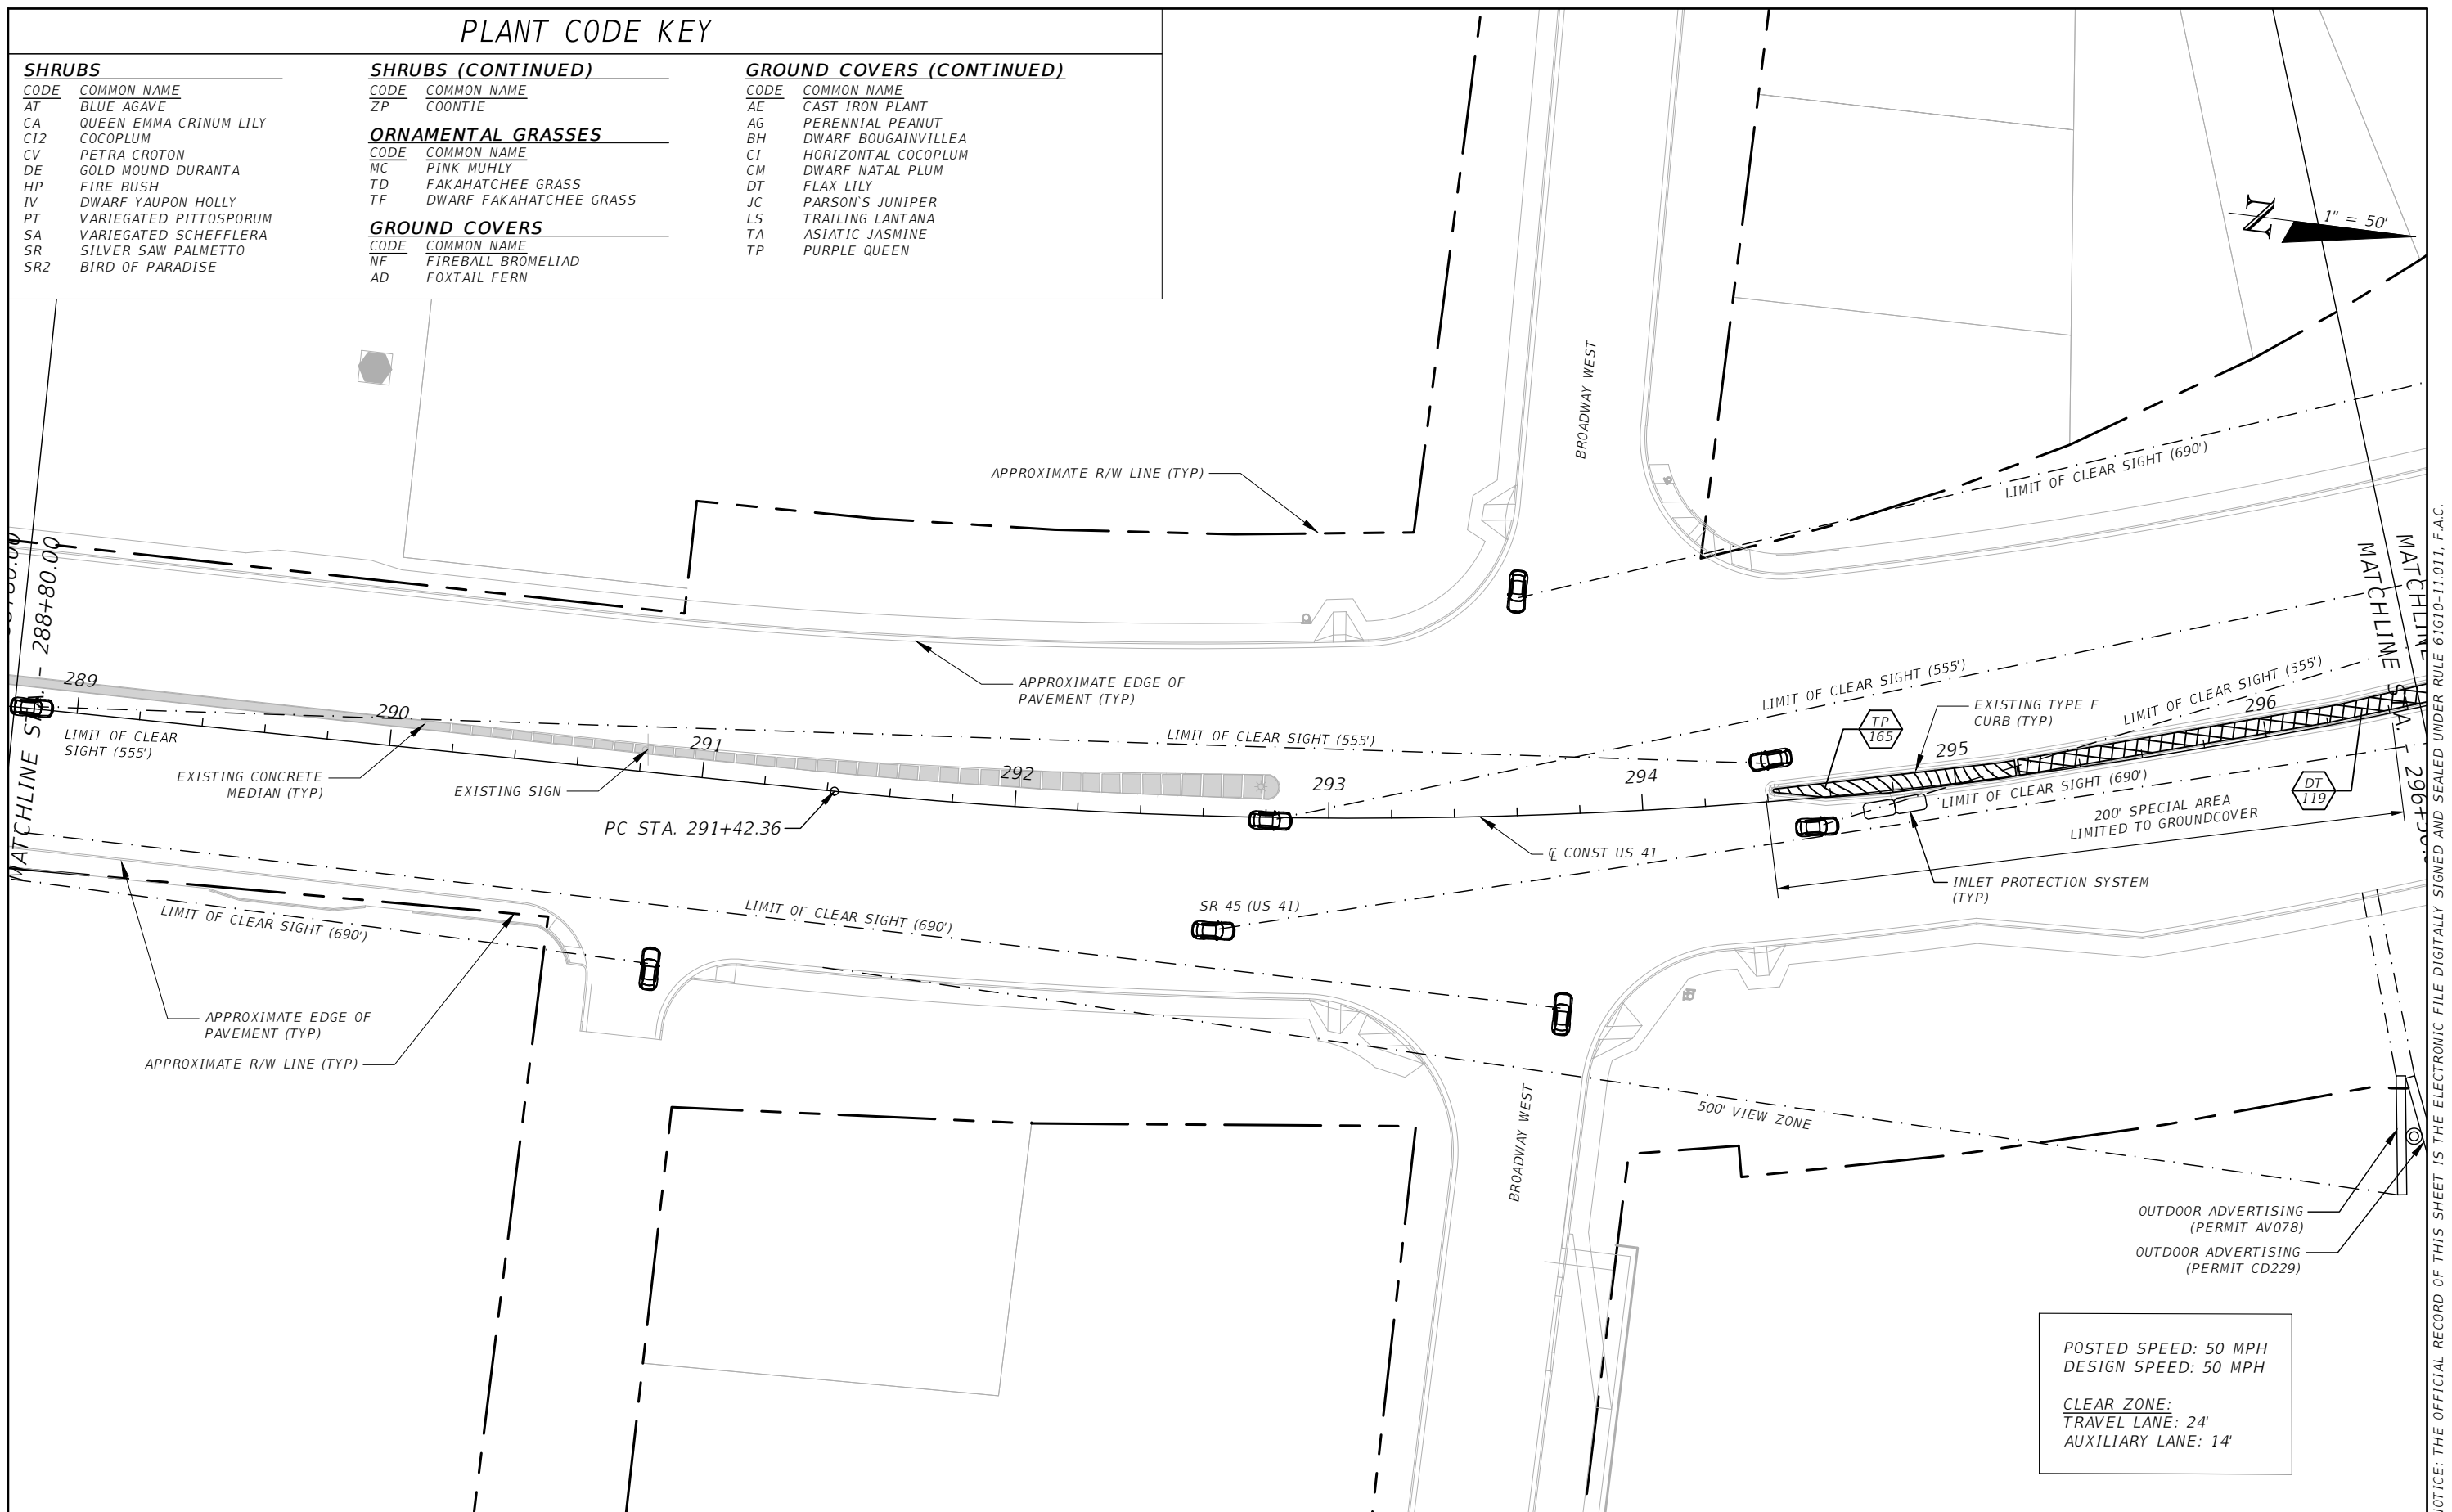 PLANT CODE KEY
SHRUBS
CODE COMMON NAME
AT BLUE AGAVE
CA QUEEN EMMA CRINUM LILY
CI2 COCOPLUM
CV PETRA CROTON
DE GOLD MOUND DURANTA
HP FIRE BUSH
IV DWARF YAUPON HOLLY
PT VARIEGATED PITTOSPORUM
SA VARIEGATED SCHEFFLERA
SR SILVER SAW PALMETTO
SR2 BIRD OF PARADISE
SHRUBS (CONTINUED)
CODE COMMON NAME
ZP COONTIE
ORNAMENTAL GRASSES
CODE COMMON NAME
MC PINK MUHLY
TD FAKAHATCHEE GRASS
TF DWARF FAKAHATCHEE GRASS
GROUND COVERS
CODE COMMON NAME
NF FIREBALL BROMELIAD
AD FOXTAIL FERN
GROUND COVERS (CONTINUED)
CODE COMMON NAME
AE CAST IRON PLANT
AG PERENNIAL PEANUT
BH DWARF BOUGAINVILLEA
CI HORIZONTAL COCOPLUM
CM DWARF NATAL PLUM
DT FLAX LILY
JC PARSON`S JUNIPER
LS TRAILING LANTANA
TA ASIATIC JASMINE
TP PURPLE QUEEN
N
1" = 50'
BROADWAY WEST
APPROXIMATE R/W LINE (TYP)
LIMIT OF CLEAR SIGHT (690')
MATCHLINE STA. - 288+80.00
APPROXIMATE EDGE OF
PAVEMENT (TYP)
LIMIT OF CLEAR SIGHT (555')
LIMIT OF CLEAR SIGHT (555')
289
290
291
292
293
294
295
296
LIMIT OF CLEAR
SIGHT (555')
LIMIT OF CLEAR SIGHT (555')
EXISTING TYPE F
CURB (TYP)
TP
165
EXISTING CONCRETE
MEDIAN (TYP)
EXISTING SIGN
PC STA. 291+42.36
LIMIT OF CLEAR SIGHT (690')
DT
119
200' SPECIAL AREA
LIMITED TO GROUNDCOVER
℄ CONST US 41
INLET PROTECTION SYSTEM
(TYP)
MATCHLINE STA. - 296+50.
MATCHLINE
LIMIT OF CLEAR SIGHT (690')
LIMIT OF CLEAR SIGHT (690')
SR 45 (US 41)
APPROXIMATE EDGE OF
PAVEMENT (TYP)
APPROXIMATE R/W LINE (TYP)
BROADWAY WEST
500' VIEW ZONE
OUTDOOR ADVERTISING
(PERMIT AV078)
OUTDOOR ADVERTISING
(PERMIT CD229)
POSTED SPEED: 50 MPH
DESIGN SPEED: 50 MPH
CLEAR ZONE:
TRAVEL LANE: 24'
AUXILIARY LANE: 14'
NOTICE: THE OFFICIAL RECORD OF THIS SHEET IS THE ELECTRONIC FILE DIGITALLY SIGNED AND SEALED UNDER RULE 61G10-11.011, F.A.C.